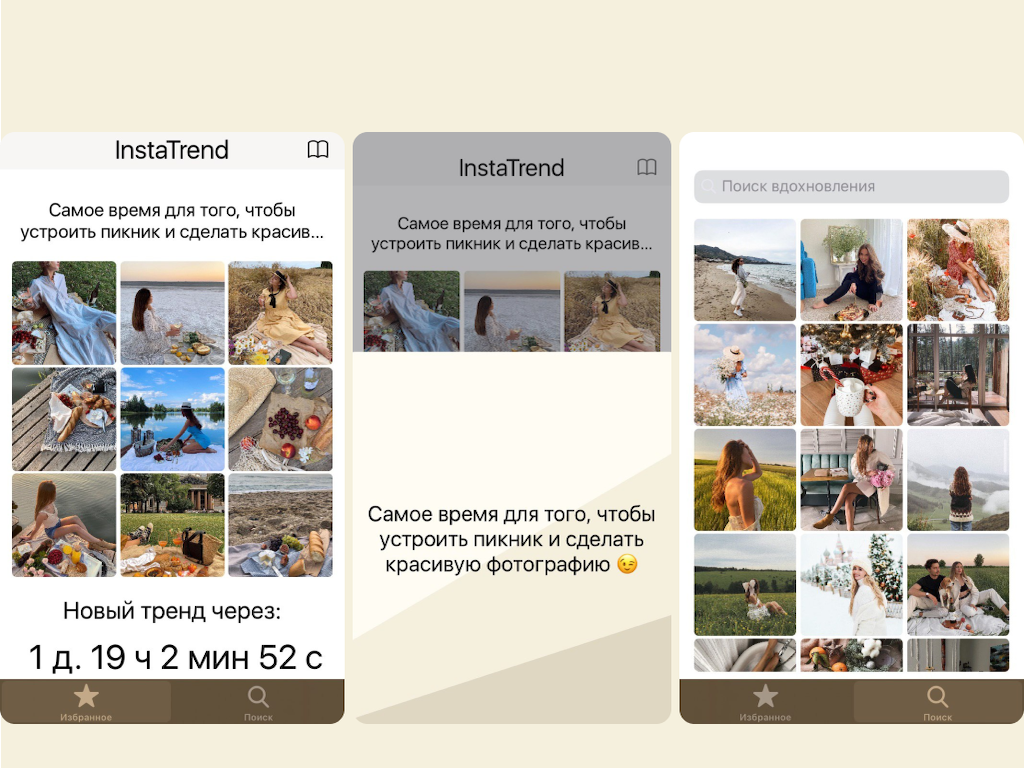 InstaTrend
Самое время для того, чтобы
устроить пикник и сделать красив...
Новый тренд через:
1 д. 19 ч 2 мин 52 с
Избранное
Поиск
InstaTrend
Самое время для того, чтобы
устроить пикник и сделать красив...
Самое время для того, чтобы
устроить пикник и сделать
красивую фотографию 😉
Поиск вдохновения
Избранное
Поиск